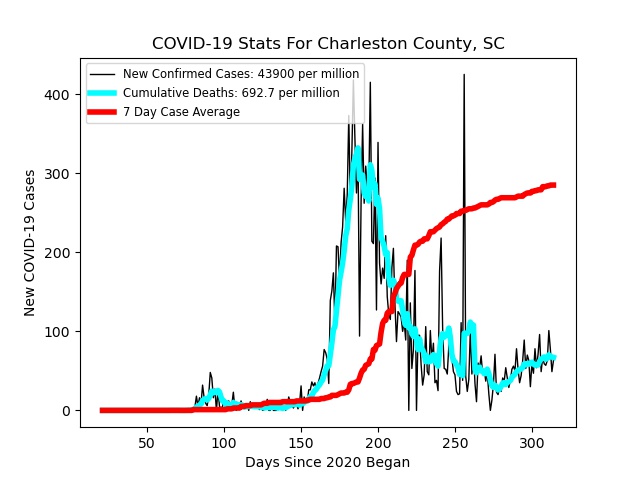 COVID-19 Stats For Charleston County, SC
New Confirmed Cases: 43900 per million
Cumulative Deaths: 692.7 per million
7 Day Case Average
400
300
200
100
0
New COVID-19 Cases
50 100 150 200 250 300
Days Since 2020 Began